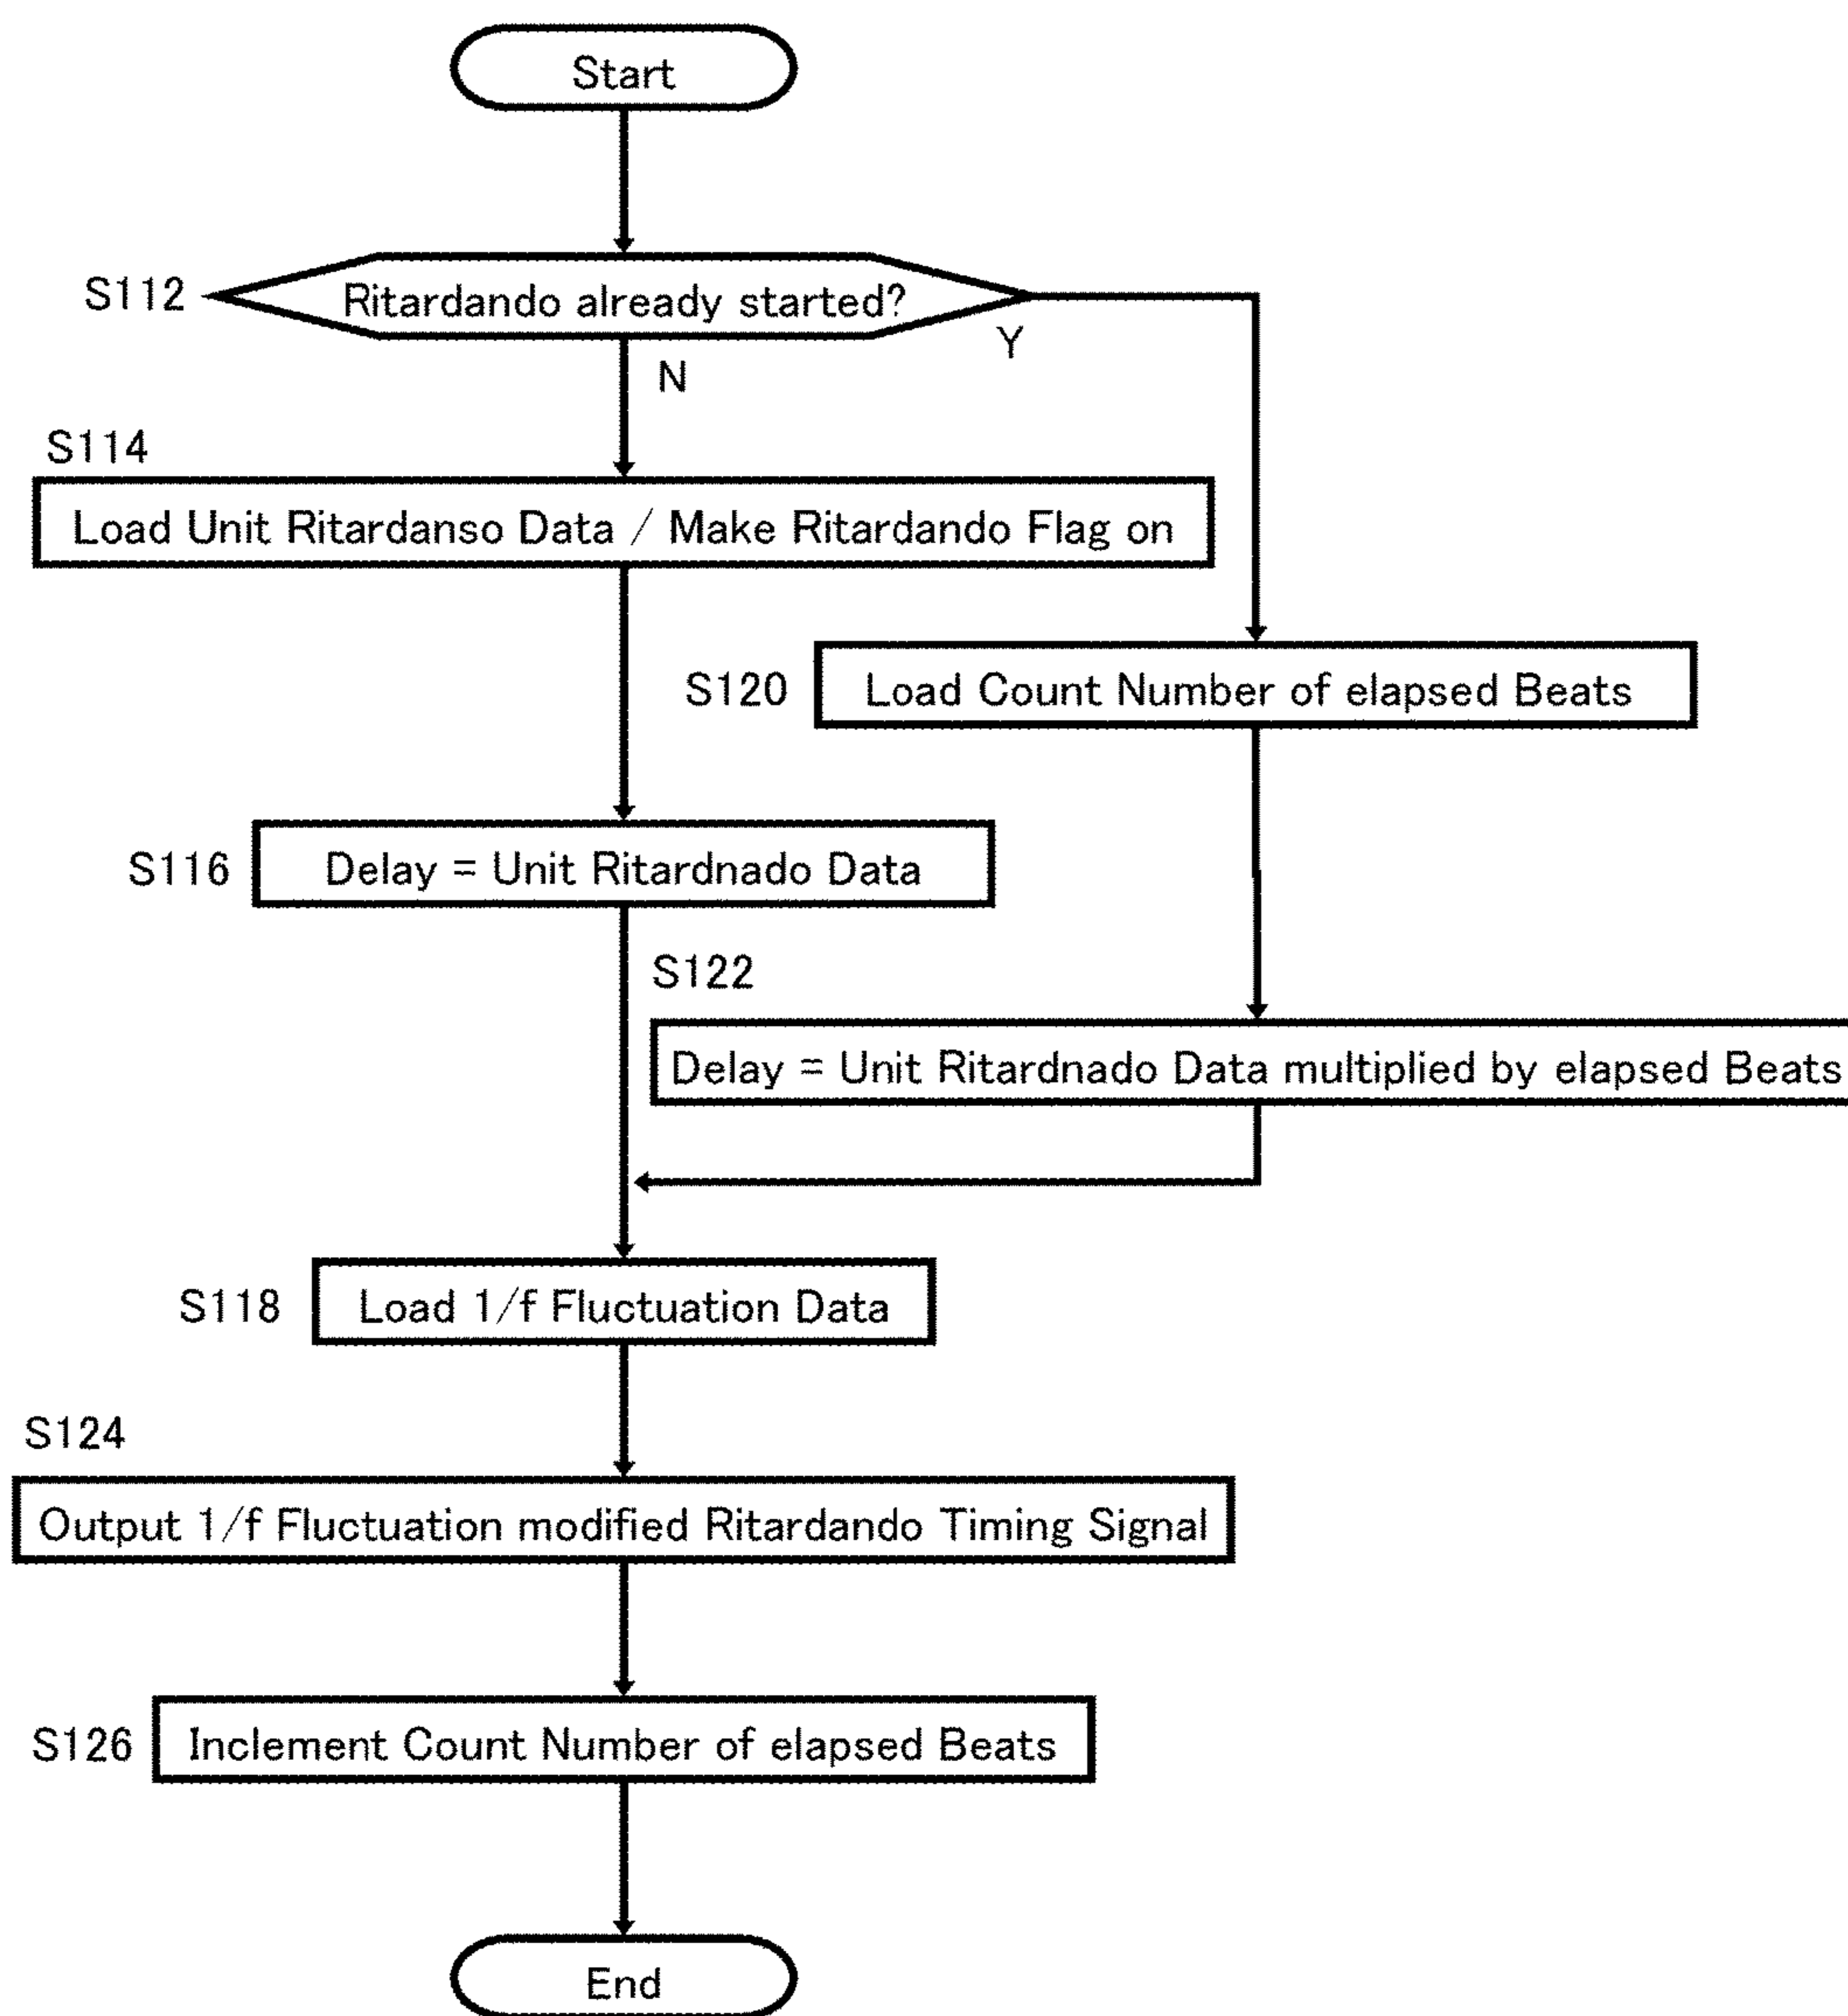 Start
S112
Ritardando already started?
Y
N
S114
Load Unit Ritardanso Data / Make Ritardando Flag on
S120
Load Count Number of elapsed Beats
S116
Delay = Unit Ritardnado Data
S122
Delay = Unit Ritardnado Data multiplied by elapsed Beats
S118
Load 1/f Fluctuation Data
S124
Output 1/f Fluctuation modified Ritardando Timing Signal
S126
Inclement Count Number of elapsed Beats
End